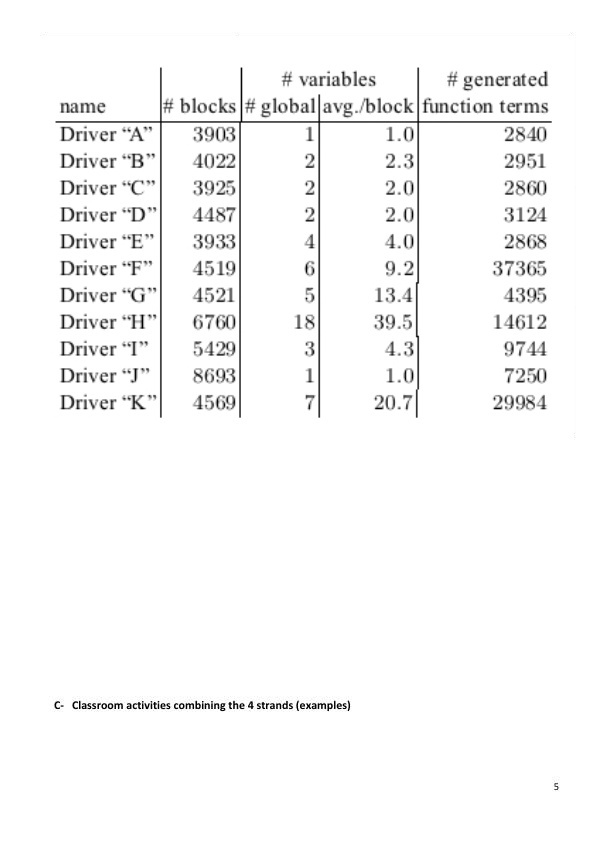 # variables # generated
name # blocks # global avg./block function terms
Driver “A” 3903 1 1.0 2840
Driver “B” 4022 2 2.3 2951
Driver “C” 3925 2 2.0 2860
Driver “D” 4487 2 2.0 3124
Driver “E” 3933 4 4.0 2868
Driver “F” 4519 6 9.2 37365
Driver “G” 4521 5 13.4 4395
Driver “H” 6760 18 39.5 14612
Driver “I” 5429 3 4.3 9744
Driver “J” 8693 1 1.0 7250
Driver “K” 4569 7 20.7 29984
C- Classroom activities combining the 4 strands (examples)
5